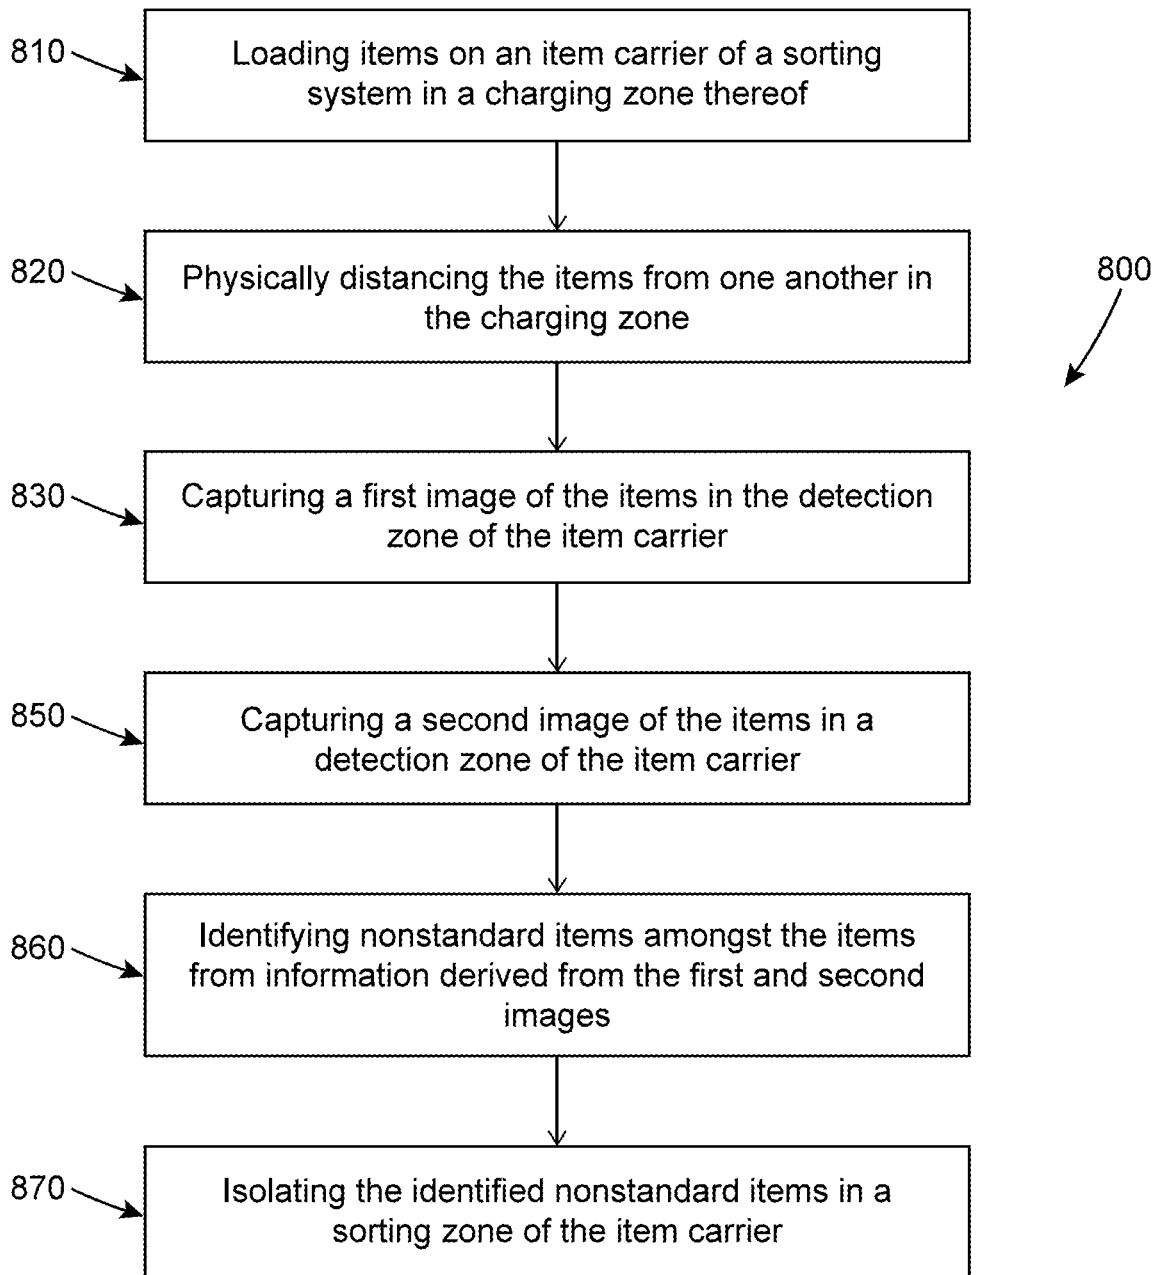 810
Loading items on an item carrier of a sorting
system in a charging zone thereof
820
Physically distancing the items from one another in
the charging zone
800
830
Capturing a first image of the items in the detection
zone of the item carrier
850
Capturing a second image of the items in a
detection zone of the item carrier
860
Identifying nonstandard items amongst the items
from information derived from the first and second
images
870
Isolating the identified nonstandard items in a
sorting zone of the item carrier